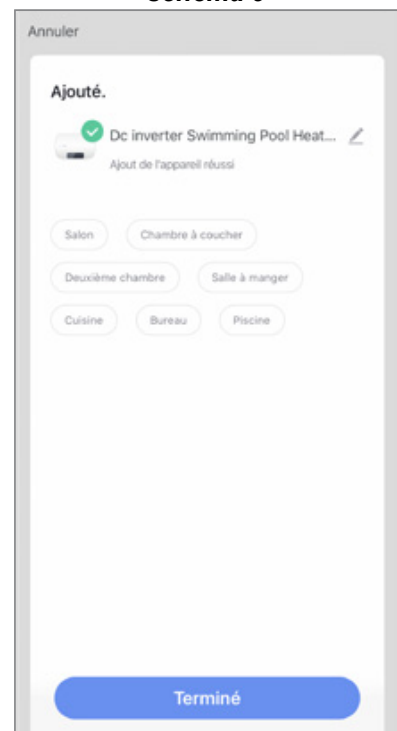 Annuler
Ajouté.
Dc inverter Swimming Pool Heat...
Ajout de l'appareil réussi
Salon Chambre à coucher
Deuxième chambre Salle à manger
Cuisine Bureau Piscine
Terminé